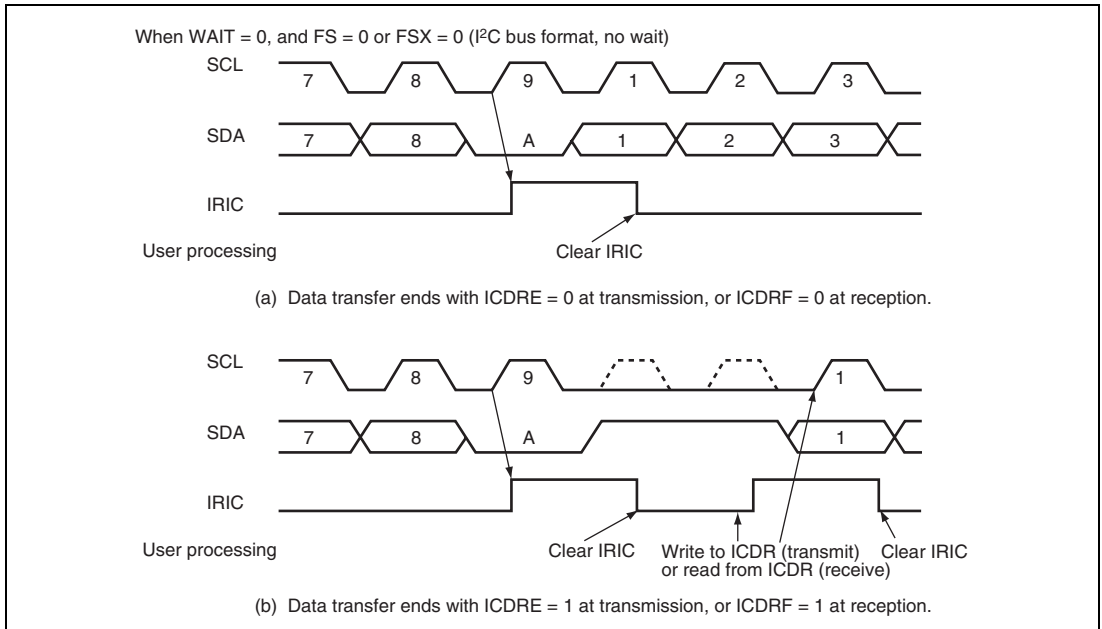 When WAIT = 0, and FS = 0 or FSX = 0 (I²C bus format, no wait)
SCL 7 8 9 1 2 3
SDA 7 8 A 1 2 3
IRIC
User processing Clear IRIC
(a) Data transfer ends with ICDRE = 0 at transmission, or ICDRF = 0 at reception.
SCL 7 8 9 1
SDA 7 8 A 1
IRIC
User processing Clear IRIC Write to ICDR (transmit) Clear IRIC
or read from ICDR (receive)
(b) Data transfer ends with ICDRE = 1 at transmission, or ICDRF = 1 at reception.